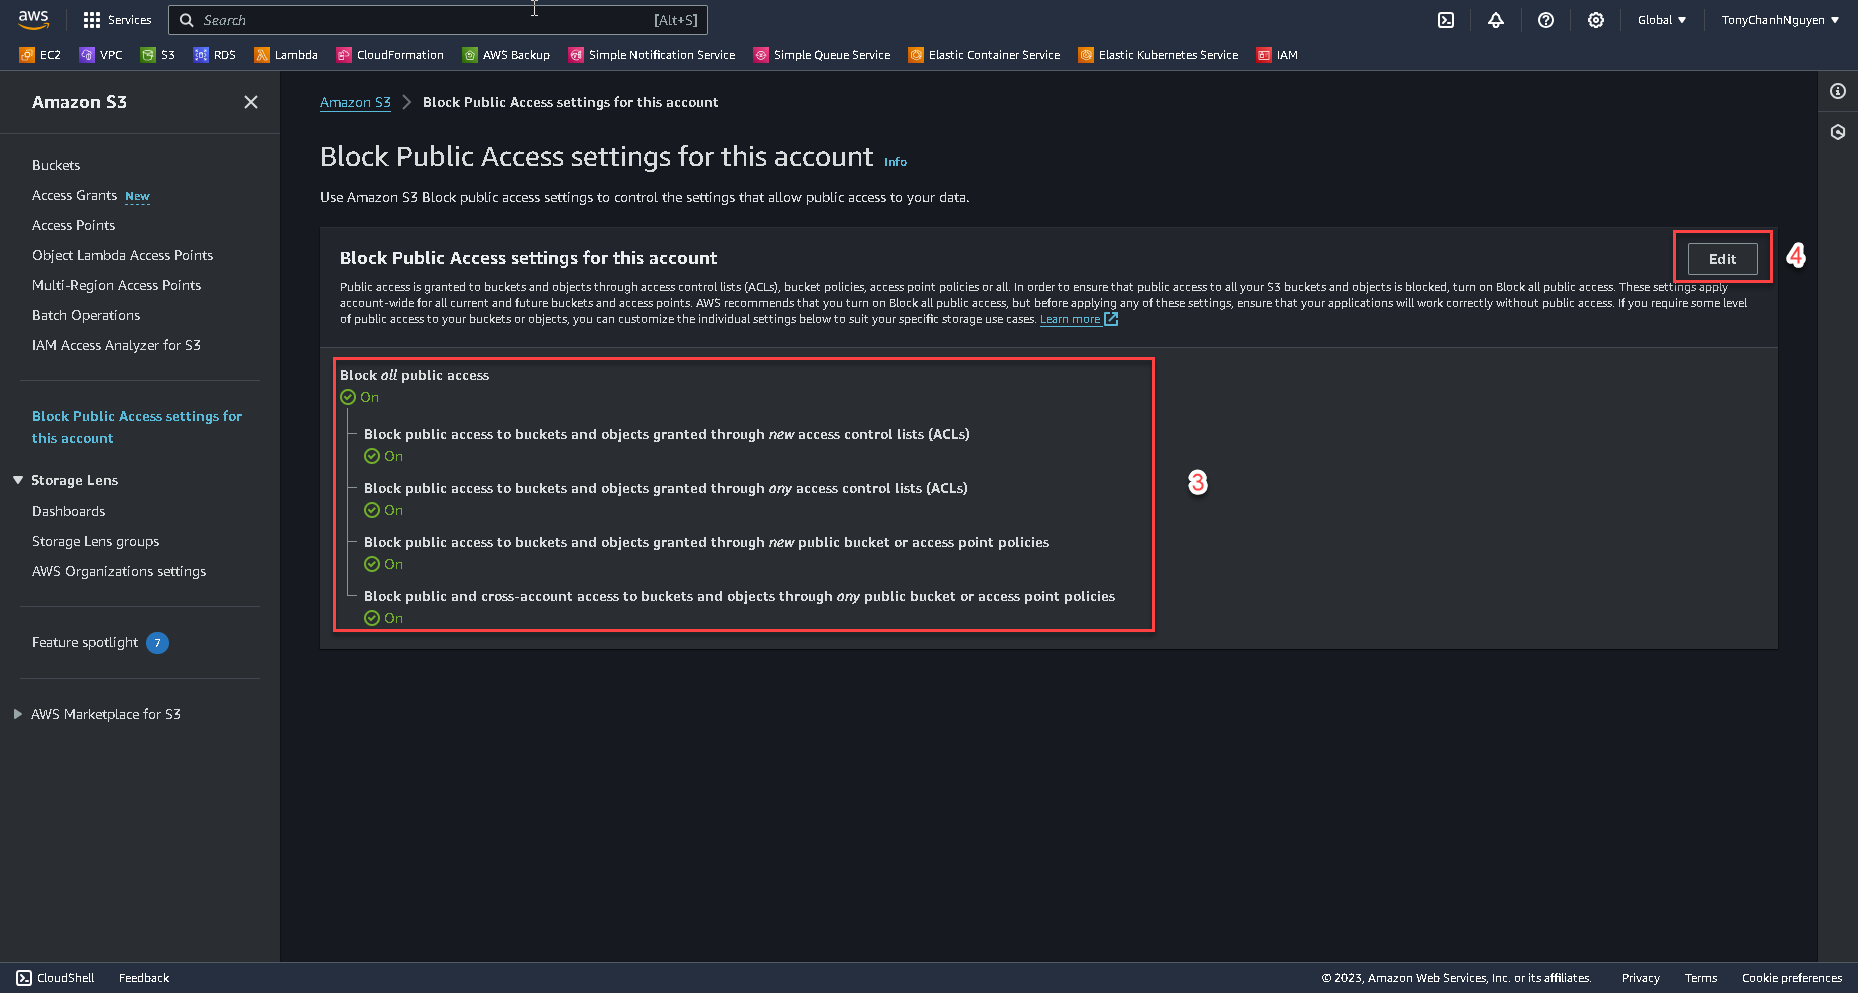 aws
Services
Search
[Alt+S]
Global
TonyChanhNguyen
EC2
VPC
S3
RDS
Lambda
CloudFormation
AWS Backup
Simple Notification Service
Simple Queue Service
Elastic Container Service
Elastic Kubernetes Service
IAM
Amazon S3
Buckets
Access Grants New
Access Points
Object Lambda Access Points
Multi-Region Access Points
Batch Operations
IAM Access Analyzer for S3
Block Public Access settings for
this account
Storage Lens
Dashboards
Storage Lens groups
AWS Organizations settings
Feature spotlight 7
AWS Marketplace for S3
Amazon S3 > Block Public Access settings for this account
Block Public Access settings for this account Info
Use Amazon S3 Block public access settings to control the settings that allow public access to your data.
Block Public Access settings for this account
Edit
4
Public access is granted to buckets and objects through access control lists (ACLs), bucket policies, access point policies or all. In order to ensure that public access to all your S3 buckets and objects is blocked, turn on Block all public access. These settings apply
account-wide for all current and future buckets and access points. AWS recommends that you turn on Block all public access, but before applying any of these settings, ensure that your applications will work correctly without public access. If you require some level
of public access to your buckets or objects, you can customize the individual settings below to suit your specific storage use cases. Learn more
Block all public access
On
Block public access to buckets and objects granted through new access control lists (ACLs)
On
Block public access to buckets and objects granted through any access control lists (ACLs)
On
3
Block public access to buckets and objects granted through new public bucket or access point policies
On
Block public and cross-account access to buckets and objects through any public bucket or access point policies
On
CloudShell
Feedback
© 2023, Amazon Web Services, Inc. or its affiliates.
Privacy
Terms
Cookie preferences